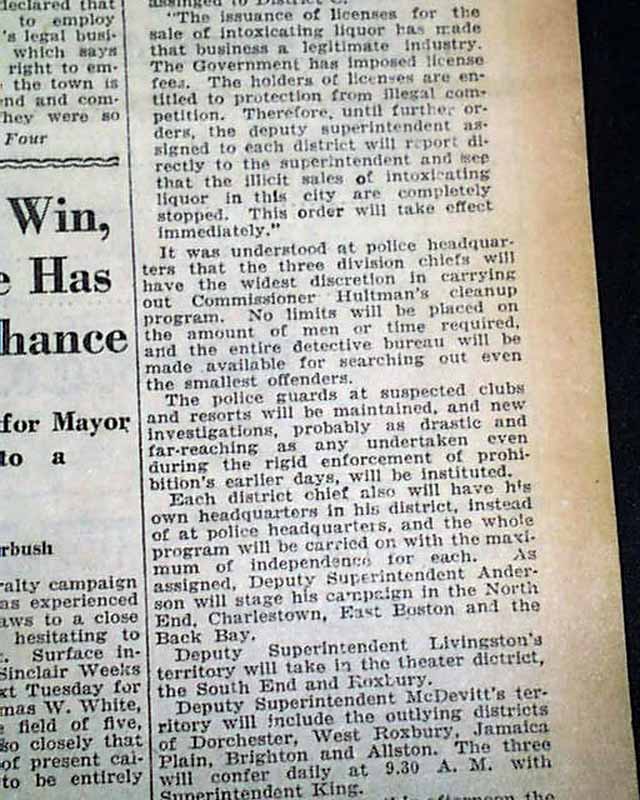 declared that
to employ
's legal busi-
which says
right to em-
the town is
and com-
They were so
Four
Win,
Has
hance
for Mayor
to a
rbush
ralty campaign
as experienced
aws to a close
hesitating to
Surface in-
Sinclair Weeks
xt Tuesday for
mas W. White,
field of five,
so closely that
of present cal-
to be entirely
assigned to District C.
"The issuance of licenses for the
sale of intoxicating liquor has made
that business a legitimate industry.
The Government has imposed license
fees. The holders of licenses are en-
titled to protection from illegal com-
petition. Therefore, until further or-
ders, the deputy superintendent as-
signed to each district will report di-
rectly to the superintendent and see
that the illicit sales of intoxicating
liquor in this city are completely
stopped. This order will take effect
immediately."
It was understood at police headquar-
ters that the three division chiefs will
have the widest discretion in carrying
out Commissioner Hultman's cleanup
program. No limits will be placed on
the amount of men or time required,
and the entire detective bureau will be
made available for searching out even
the smallest offenders.
The police guards at suspected clubs
and resorts will be maintained, and new
investigations, probably as drastic and
far-reaching as any undertaken even
during the rigid enforcement of prohi-
bition's earlier days, will be instituted.
Each district chief also will have his
own headquarters in his district, instead
of at police headquarters, and the whole
program will be carried on with the maxi-
mum of independence for each. As
assigned, Deputy Superintendent Ander-
son will stage his campaign in the North
End, Charlestown, East Boston and the
Back Bay.
Deputy Superintendent Livingston's
territory will take in the theater district,
the South End and Roxbury.
Deputy Superintendent McDevitt's ter-
ritory will include the outlying districts
of Dorchester, West Roxbury, Jamaica
Plain, Brighton and Allston. The three
will confer daily at 9.30 A. M. with
Superintendent King.
afternoon the